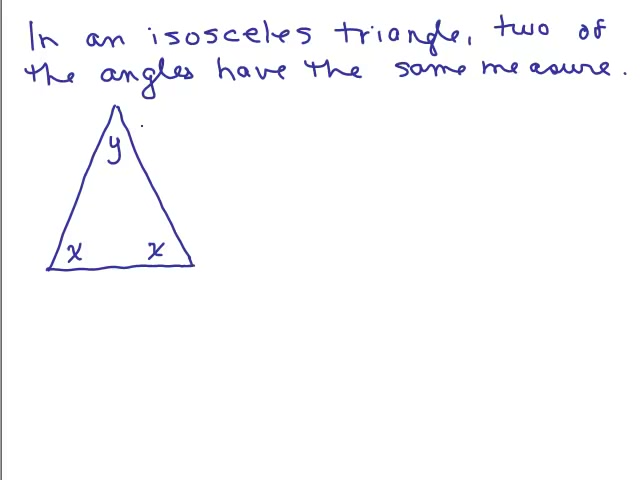 In an isosceles triangle, two of
the angles have the same measure.
y
x x